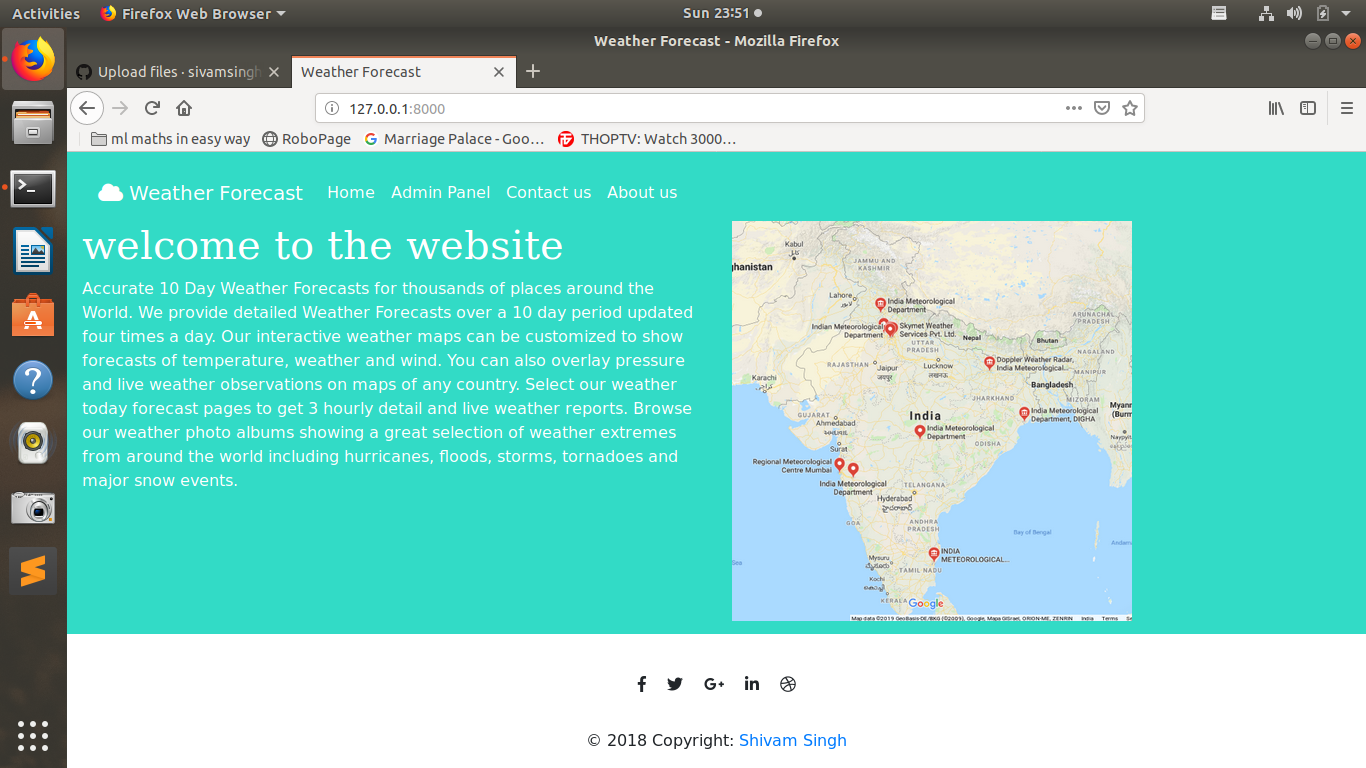 Activities
Firefox Web Browser
Sun 23:51
Weather Forecast - Mozilla Firefox
Upload files · sivamsingh
Weather Forecast
127.0.0.1:8000
ml maths in easy way
RoboPage
Marriage Palace - Goo…
THOPTV: Watch 3000…
Weather Forecast
Home
Admin Panel
Contact us
About us
welcome to the website
Accurate 10 Day Weather Forecasts for thousands of places around the
World. We provide detailed Weather Forecasts over a 10 day period updated
four times a day. Our interactive weather maps can be customized to show
forecasts of temperature, weather and wind. You can also overlay pressure
and live weather observations on maps of any country. Select our weather
today forecast pages to get 3 hourly detail and live weather reports. Browse
our weather photo albums showing a great selection of weather extremes
from around the world including hurricanes, floods, storms, tornadoes and
major snow events.
Kabul
ghanistan
JAMMU AND
KASHMIR
Lahore
India Meteorological
Department
Indian Meteorological
Department
Skymet Weather
Services Pvt. Ltd.
UTTAR
PRADESH
Nepal
Bhutan
ARUNACHAL
PRADESH
NAGALAND
MANIPUR
RAJASTHAN
Jaipur
जयपुर
Lucknow
लखनऊ
Doppler Weather Radar,
India Meteorological...
Karachi
Bangladesh
JHARKHAND
MIZORAM
GUJARAT
Ahmedabad
અમદાવાદ
India
India Meteorological
Department, DIGHA
Myanm
(Burm
India Meteorological
Department
ODISHA
Naypyi
Surat
સુરત
Regional Meteorological
Centre Mumbai
India Meteorological
Department
TELANGANA
Hyderabad
GOA
ANDHRA
PRADESH
Bay of Bengal
Andam
INDIA
METEOROLOGICAL...
Mysuru
ಮೈಸೂರು
TAMIL NADU
Kochi
KERALA
Sea
Google
Map data ©2019 GeoBasis-DE/BKG (©2009), Google, Mapa GISrael, ORION-ME, ZENRIN
India
Terms
Se
© 2018 Copyright: Shivam Singh